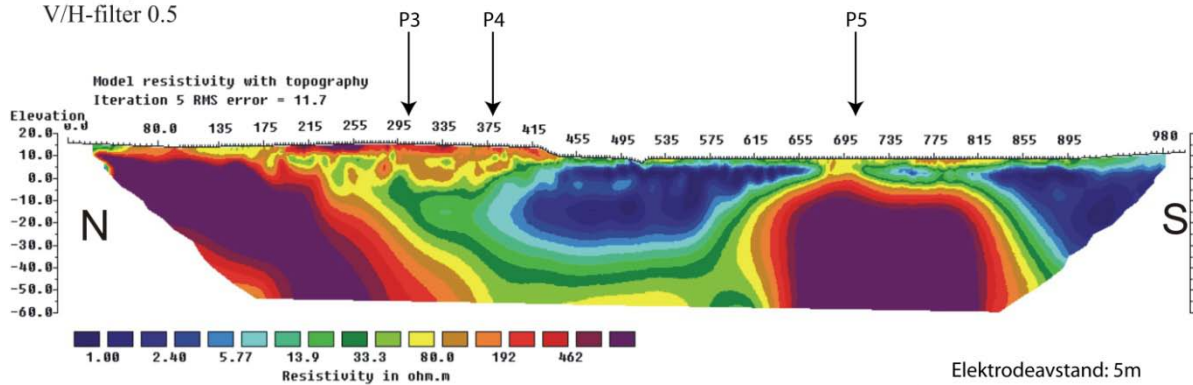 V/H-filter 0.5
P3 P4 P5
Model resistivity with topography
Iteration 5 RMS error = 11.7
Elevation
0.0 80.0 135 175 215 255 295 335 375 415 455 495 535 575 615 655 695 735 775 815 855 895 980
20.0
10.0
0.0
-10.0
-20.0
-30.0
-40.0
-50.0
-60.0
N S
1.00 2.40 5.77 13.9 33.3 80.0 192 462
Resistivity in ohm.m
Elektrodeavstand: 5m